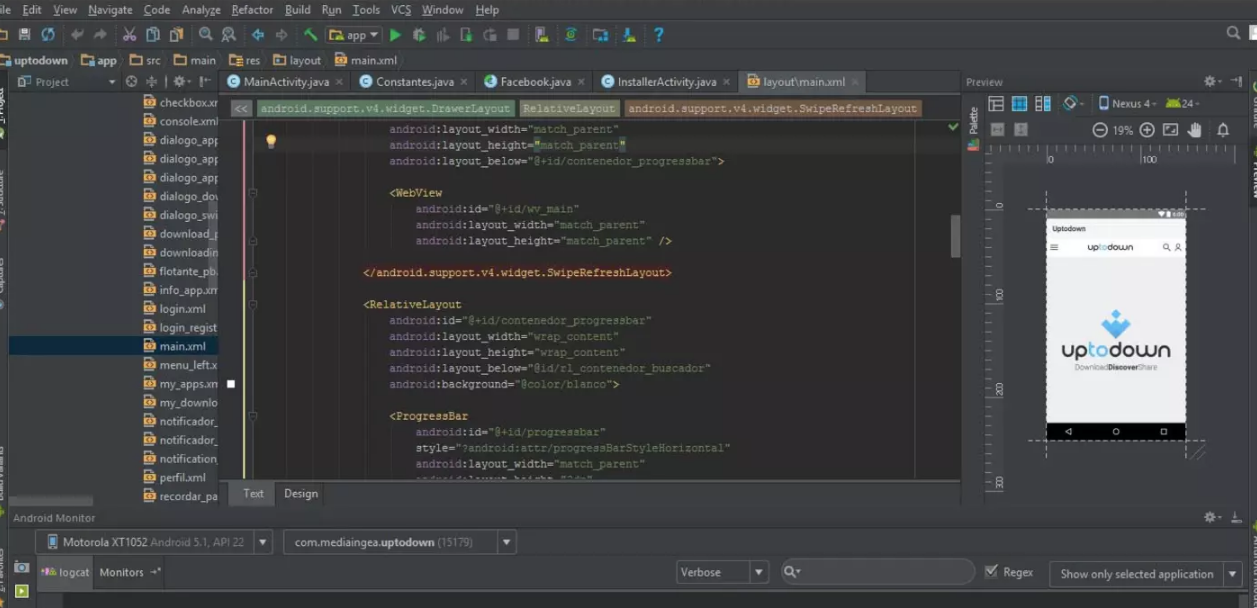 Edit View Navigate Code Analyze Refactor Build Run Tools VCS Window Help
app
uptodown app src main res layout main.xml
Project
MainActivity.java Constantes.java Facebook.java InstallerActivity.java layout\main.xml
Preview
<< android.support.v4.widget.DrawerLayout RelativeLayout android.support.v4.widget.SwipeRefreshLayout
Palette
Nexus 4 24
19%
0 100
0
100
200
300
checkbox.xr
console.xml
dialogo_app
dialogo_app
dialogo_app
dialogo_dov
dialogo_swi
download_p
downloadin
flotante_pb.
info_app.xn
login.xml
login_regist
main.xml
menu_left.x
my_apps.xn
my_downlo
notificador_
notificador_
notification_
perfil.xml
recordar_pa
android:layout_width="match_parent"
android:layout_height="match_parent"
android:layout_below="@+id/contenedor_progressbar">
<WebView
android:id="@+id/wv_main"
android:layout_width="match_parent"
android:layout_height="match_parent" />
</android.support.v4.widget.SwipeRefreshLayout>
<RelativeLayout
android:id="@+id/contenedor_progressbar"
android:layout_width="wrap_content"
android:layout_height="wrap_content"
android:layout_below="@id/rl_contenedor_buscador"
android:background="@color/blanco">
<ProgressBar
android:id="@+id/progressbar"
style="?android:attr/progressBarStyleHorizontal"
android:layout_width="match_parent"
Text Design
Uptodown
uptodown
uptodown
DownloadDiscoverShare
Android Monitor
Motorola XT1052 Android 5.1, API 22 com.mediaingea.uptodown (15179)
logcat Monitors
Verbose Regex Show only selected application